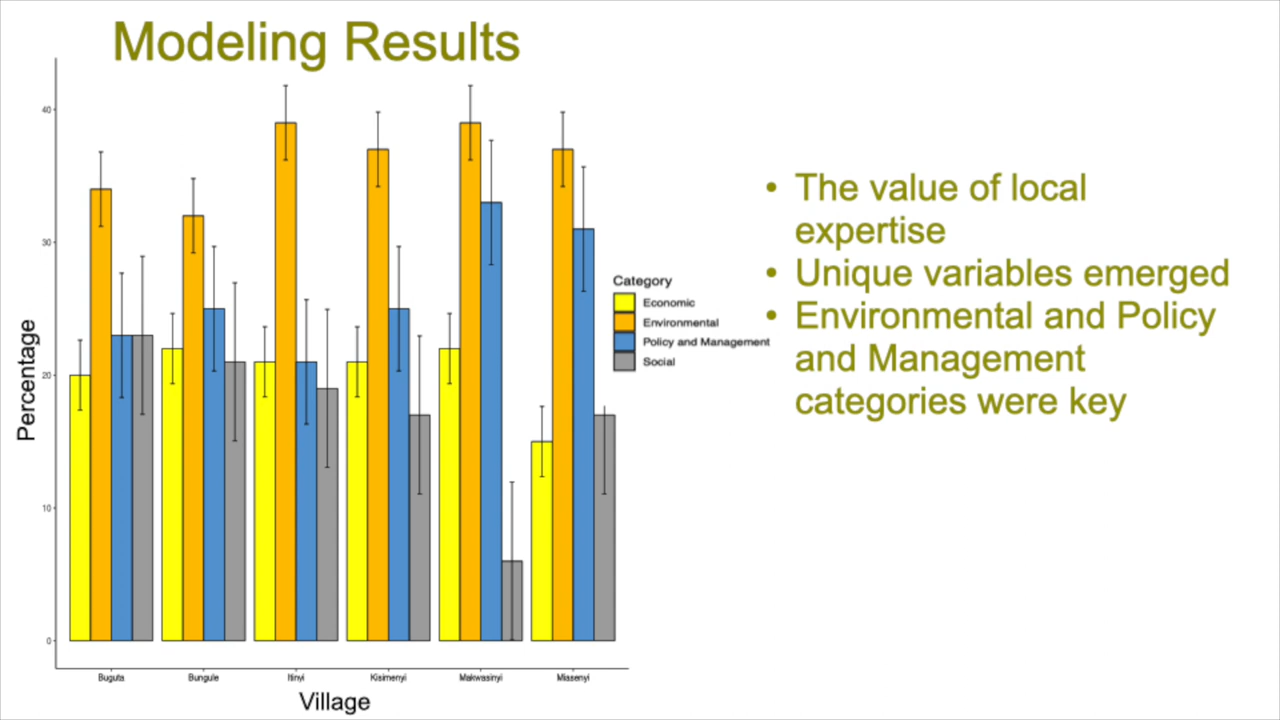 Modeling Results
40
30
20
10
0
Percentage
Buguta
Bungule
Itinyi
Kisimenyi
Makwasinyi
Miasenyi
Village
Category
Economic
Environmental
Policy and Management
Social
• The value of local
expertise
• Unique variables emerged
• Environmental and Policy
and Management
categories were key